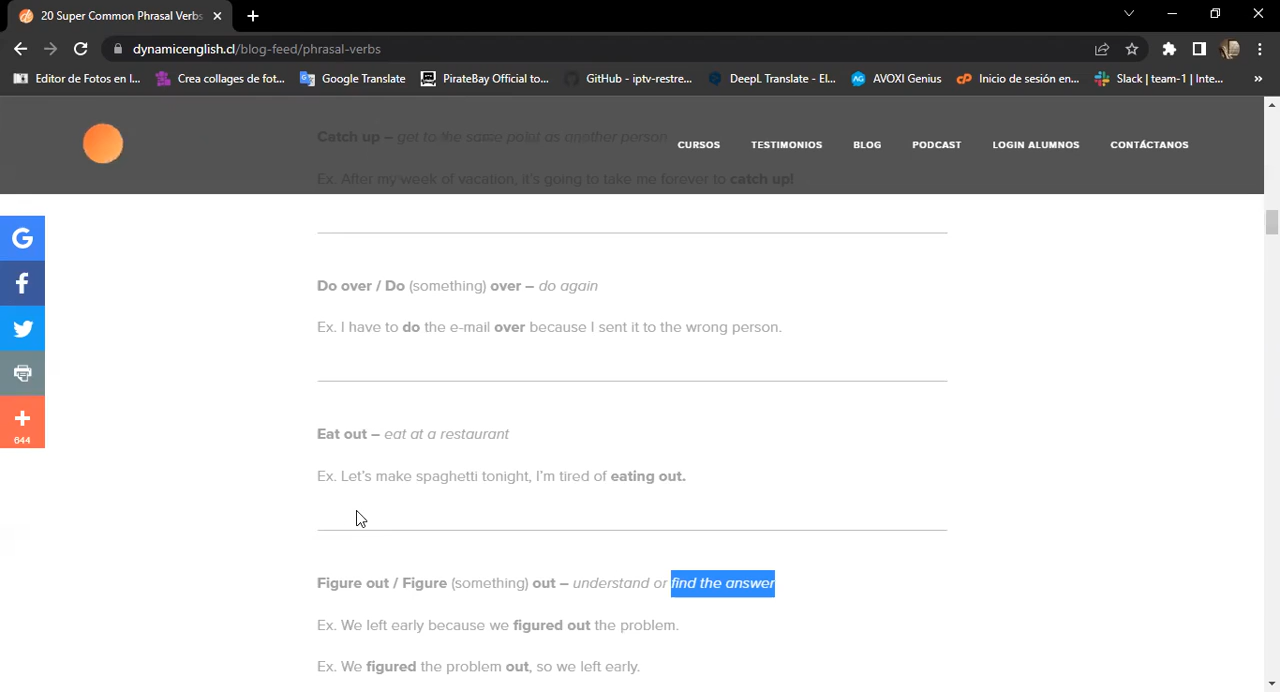 20 Super Common Phrasal Verbs
dynamicenglish.cl/blog-feed/phrasal-verbs
Editor de Fotos en l...
Crea collages de fot...
Google Translate
PirateBay Official to...
GitHub - iptv-restre...
DeepL Translate - El...
AVOXI Genius
Inicio de sesión en...
Slack | team-1 | Inte...
»
Catch up – get to the same point as another person
CURSOS TESTIMONIOS BLOG PODCAST LOGIN ALUMNOS CONTÁCTANOS
Ex. After my week of vacation, it's going to take me forever to catch up!
Do over / Do (something) over – do again
Ex. I have to do the e-mail over because I sent it to the wrong person.
644
Eat out – eat at a restaurant
Ex. Let's make spaghetti tonight, I'm tired of eating out.
Figure out / Figure (something) out – understand or find the answer
Ex. We left early because we figured out the problem.
Ex. We figured the problem out, so we left early.